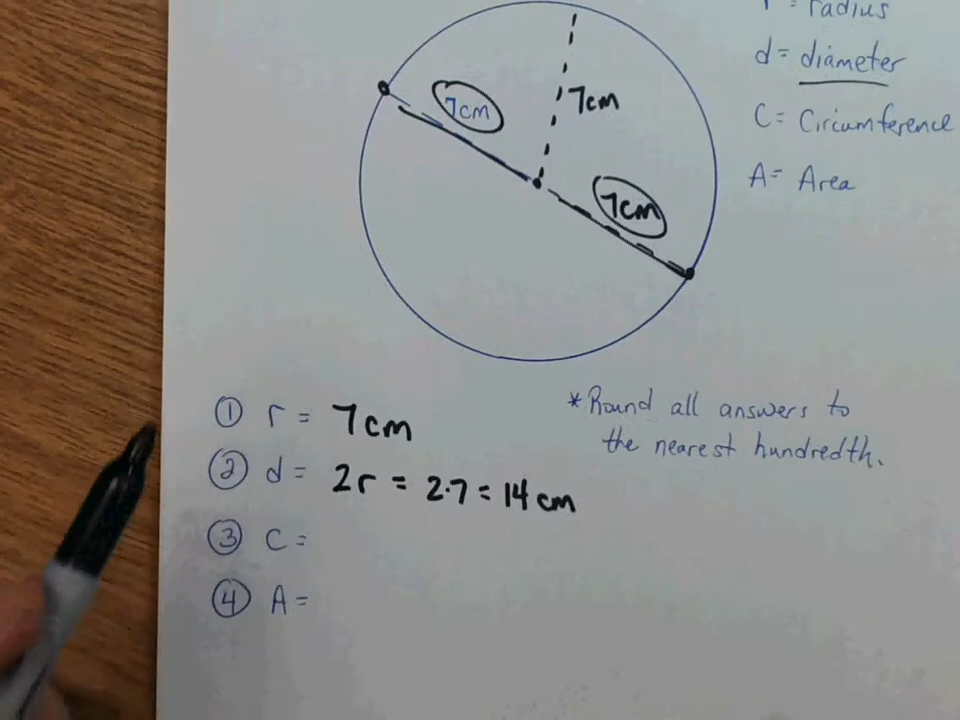 r = radius
d = diameter
C = Circumference
A = Area
7cm
7cm
7cm
① r = 7cm
② d = 2r = 2·7 = 14 cm
③ C =
④ A =
*Round all answers to
the nearest hundredth.